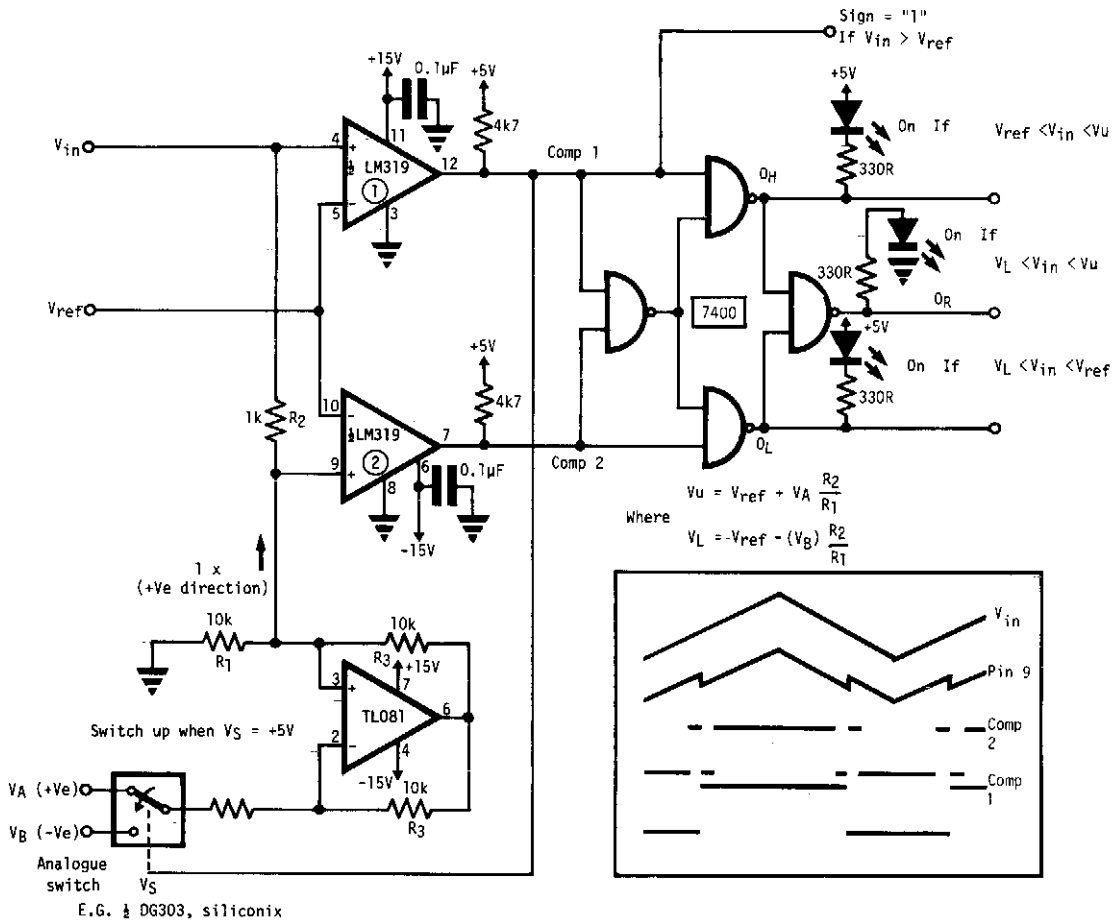 Sign = "1"
If Vin > Vref
+15V
0.1µF
+5V
4k7
+5V
On If
Vref <Vin <Vu
330R
Vin
4
+
11
½ LM319
1
12
5
-
3
Comp 1
OH
On If
VL <Vin <Vu
330R
OR
Vref
7400
+5V
On If
VL <Vin <Vref
330R
+5V
4k7
1k
R2
10
-
½LM319
2
7
9
+
6
8
0.1µF
-15V
Comp 2
OL
Where
Vu = Vref + VA R2
R1
VL =-Vref - (VB) R2
R1
1 x
(+Ve direction)
10k
R1
10k
R3
+15V
3
+
7
TL081
6
2
-
4
-15V
10k
R3
Switch up when VS = +5V
VA (+Ve)
VB (-Ve)
Analogue
switch
VS
E.G. ½ DG303, siliconix
Vin
Pin 9
Comp
2
Comp
1